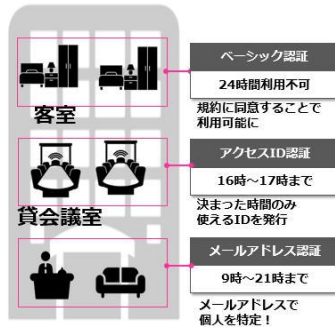 ベーシック認証
24時間利用不可
規約に同意することで
利用可能に
客室
アクセスID認証
16時～17時まで
決まった時間のみ
使えるIDを発行
貸会議室
メールアドレス認証
9時～21時まで
メールアドレスで
個人を特定！